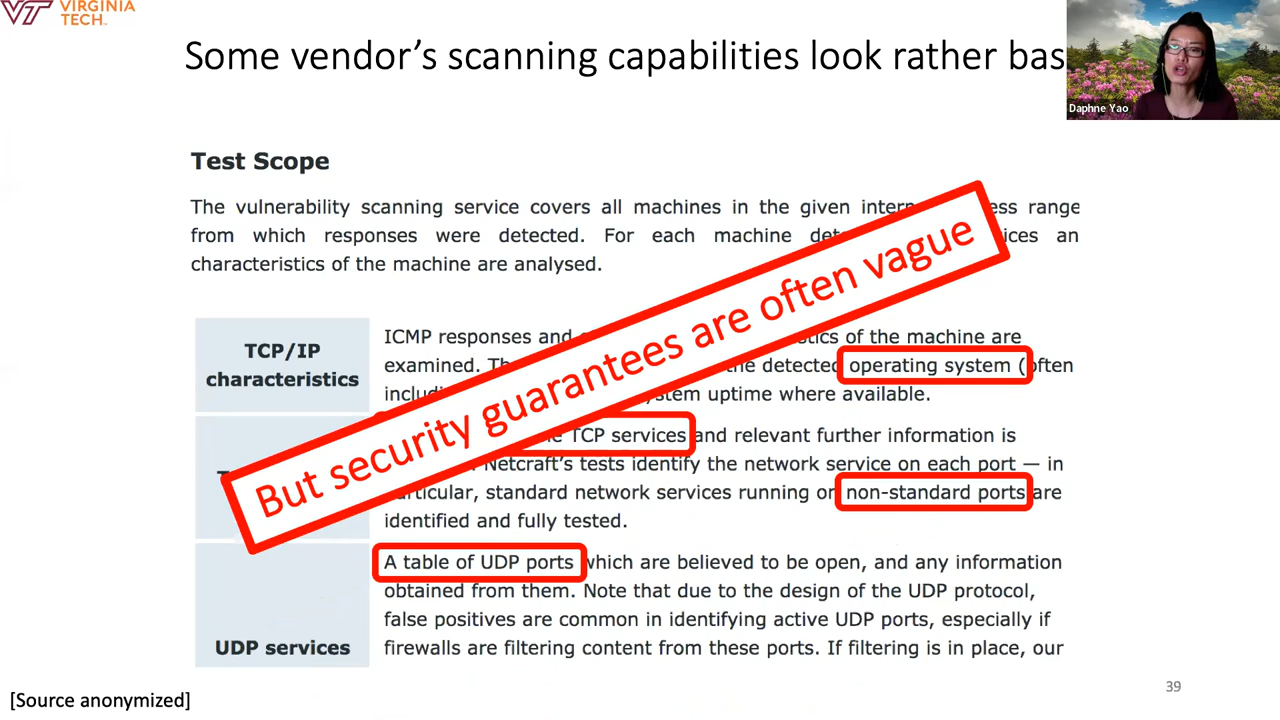 VIRGINIA
TECH
Some vendor's scanning capabilities look rather bas
Daphne Yao
Test Scope
The vulnerability scanning service covers all machines in the given inter ess range
from which responses were detected. For each machine det ices an
characteristics of the machine are analysed.
TCP/IP
characteristics
ICMP responses and stics of the machine are
examined. Th the detected operating system (often
includi stem uptime where available.
TCP services and relevant further information is
Netcraft's tests identify the network service on each port — in
articular, standard network services running on non-standard ports are
identified and fully tested.
But security guarantees are often vague
UDP services
A table of UDP ports which are believed to be open, and any information
obtained from them. Note that due to the design of the UDP protocol,
false positives are common in identifying active UDP ports, especially if
firewalls are filtering content from these ports. If filtering is in place, our
39
[Source anonymized]